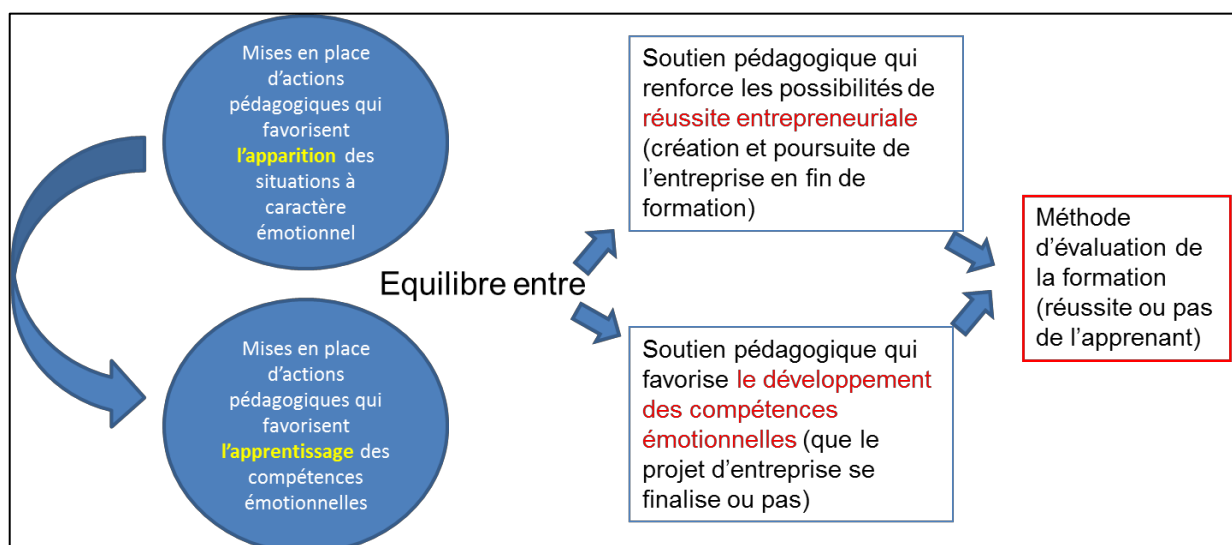 Mises en place
d’actions
pédagogiques qui
favorisent
l’apparition des
situations à
caractère
émotionnel
Mises en place
d’actions
pédagogiques qui
favorisent
l’apprentissage des
compétences
émotionnelles
Equilibre entre
Soutien pédagogique qui
renforce les possibilités de
réussite entrepreneuriale
(création et poursuite de
l’entreprise en fin de
formation)
Soutien pédagogique qui
favorise le développement
des compétences
émotionnelles (que le
projet d’entreprise se
finalise ou pas)
Méthode
d’évaluation de
la formation
(réussite ou pas
de l’apprenant)